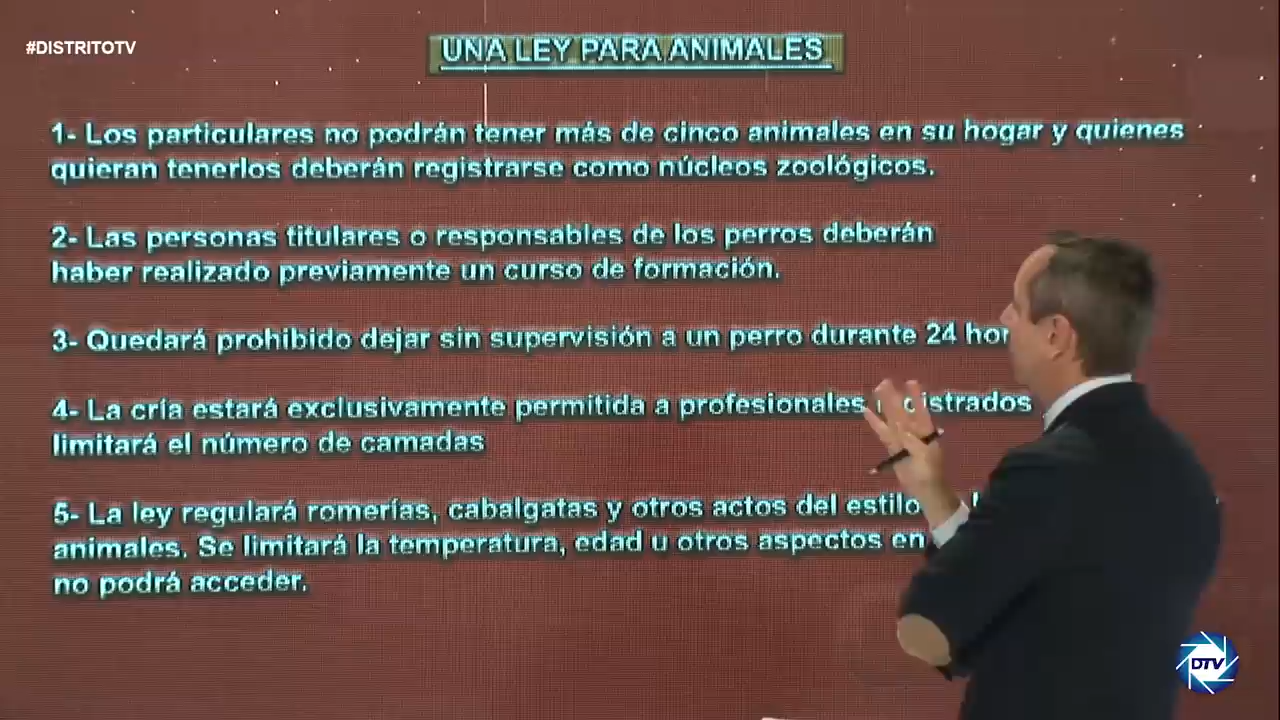 #DISTRITOTV
UNA LEY PARA ANIMALES
1- Los particulares no podrán tener más de cinco animales en su hogar y quienes
quieran tenerlos deberán registrarse como núcleos zoológicos.
2- Las personas titulares o responsables de los perros deberán
haber realizado previamente un curso de formación.
3- Quedará prohibido dejar sin supervisión a un perro durante 24
4- La cría estará exclusivamente permitida a profesionales
limitará el número de camadas
5- La ley regulará romerías, cabalgatas y otros actos del estilo
animales. Se limitará la temperatura, edad u otros aspectos en
no podrá acceder.
DTV